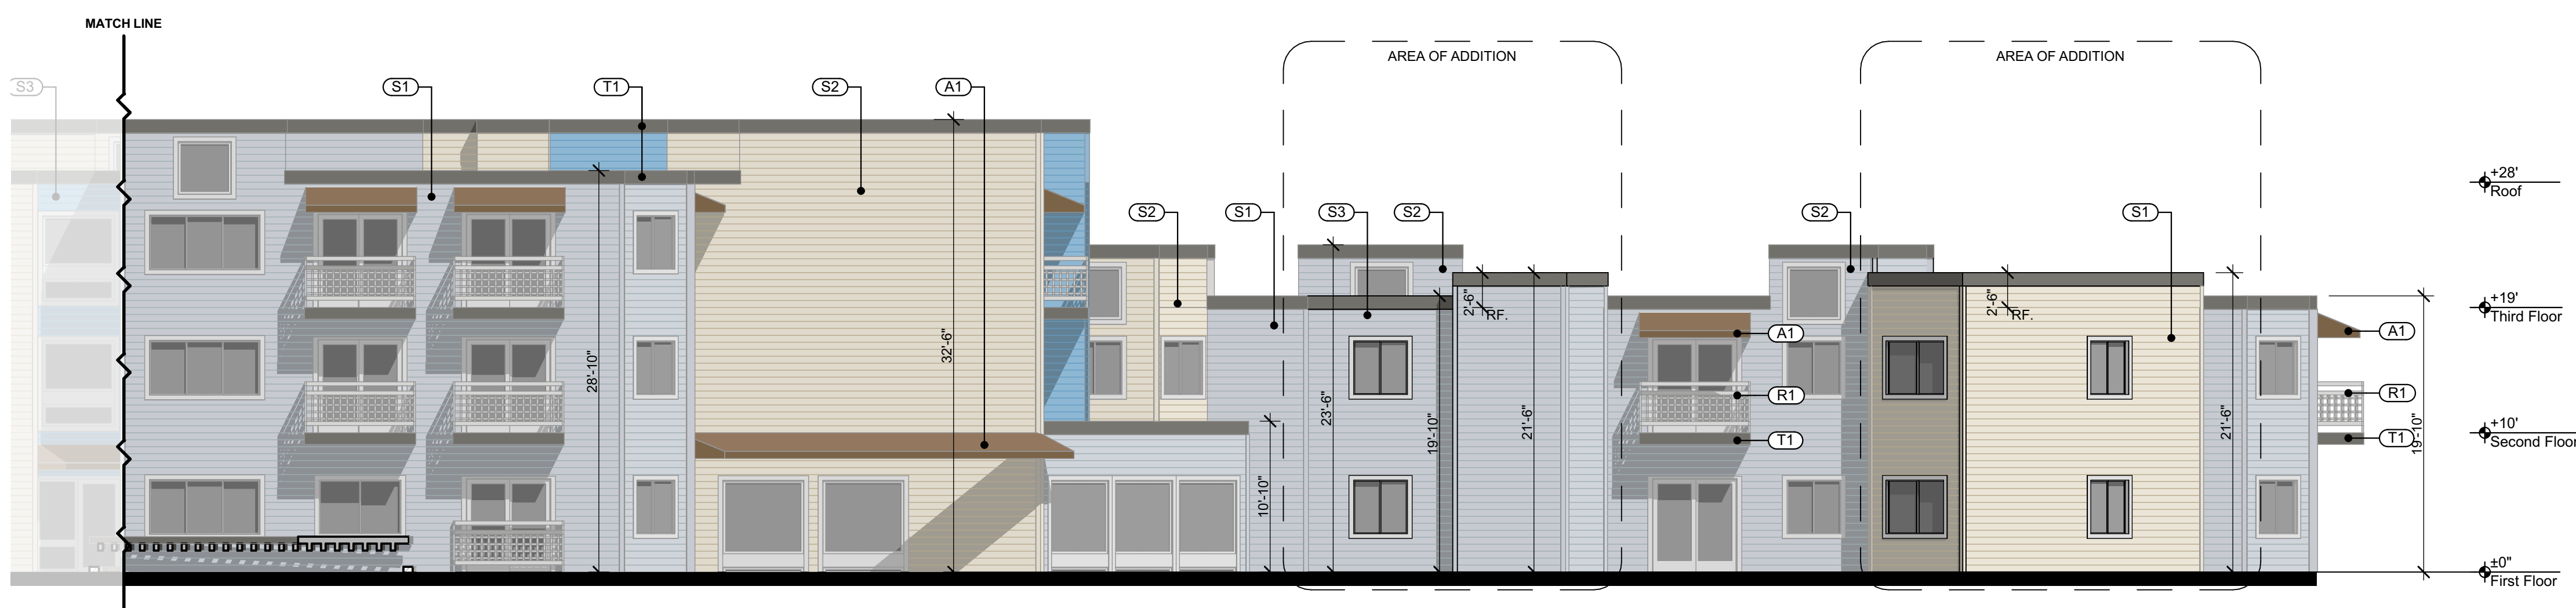 MATCH LINE
AREA OF ADDITION
AREA OF ADDITION
S3
S1
T1
S2
A1
S2
S1
S3
S2
S2
S1
+28'
Roof
+19'
Third Floor
+10'
Second Floor
±0"
First Floor
2'-6"
RF.
2'-6"
RF.
A1
R1
T1
A1
R1
T1
28'-10"
32'-6"
10'-10"
23'-6"
19'-10"
21'-6"
21'-6"
19'-10"